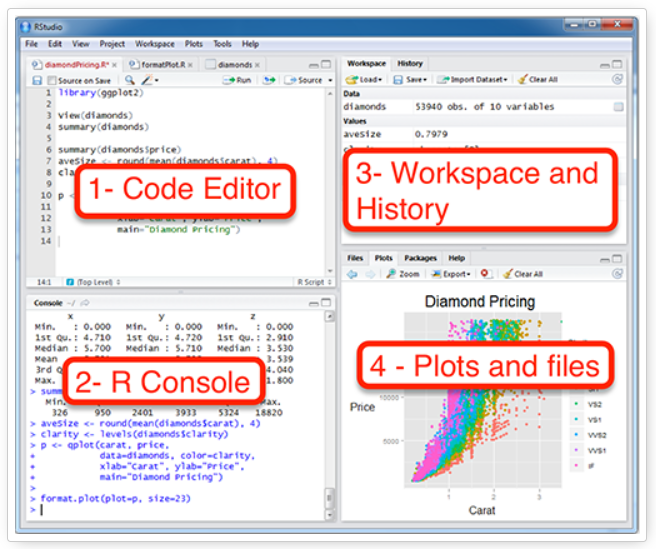 RStudio
File Edit View Project Workspace Plots Tools Help
diamondPricing.R* formatPlot.R diamonds
Source on Save Run Source
1 library(ggplot2)
2
3 View(diamonds)
4 summary(diamonds)
5
6 summary(diamonds$price)
7 aveSize <- round(mean(diamonds$carat), 4)
8 cla
1- Code Editor
10 p <
12 xlab="Carat", ylab="Price",
13 main="Diamond Pricing")
14
14:1 (Top Level) R Script
Console ~/
x y z
Min. : 0.000 Min. : 0.000 Min. : 0.000
1st Qu.: 4.710 1st Qu.: 4.720 1st Qu.: 2.910
Median : 5.700 Median : 5.710 Median : 3.530
Mean 3.539
3rd Q 4.040
Max. 1.800
2- R Console
> summ
Min. Max.
326 950 2401 3933 5324 18820
> aveSize <- round(mean(diamonds$carat), 4)
> clarity <- levels(diamonds$clarity)
> p <- qplot(carat, price,
+ data=diamonds, color=clarity,
+ xlab="Carat", ylab="Price",
+ main="Diamond Pricing")
>
> format.plot(plot=p, size=23)
>
Workspace History
Load Save Import Dataset Clear All
Data
diamonds 53940 obs. of 10 variables
Values
aveSize 0.7979
3- Workspace and
History
Files Plots Packages Help
Zoom Export Clear All
Diamond Pricing
4 - Plots and files
Price
10000
5000
VS2
VS1
VVS2
VVS1
IF
1 2 3
Carat